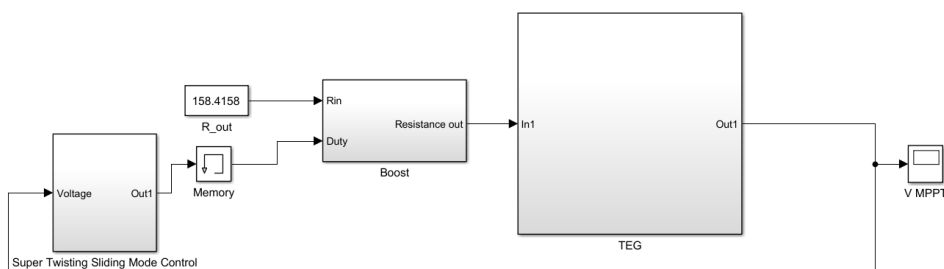 158.4158
R_out
Rin
Duty
Resistance out
Boost
In1
Out1
TEG
V MPPT
Voltage
Out1
Super Twisting Sliding Mode Control
Memory